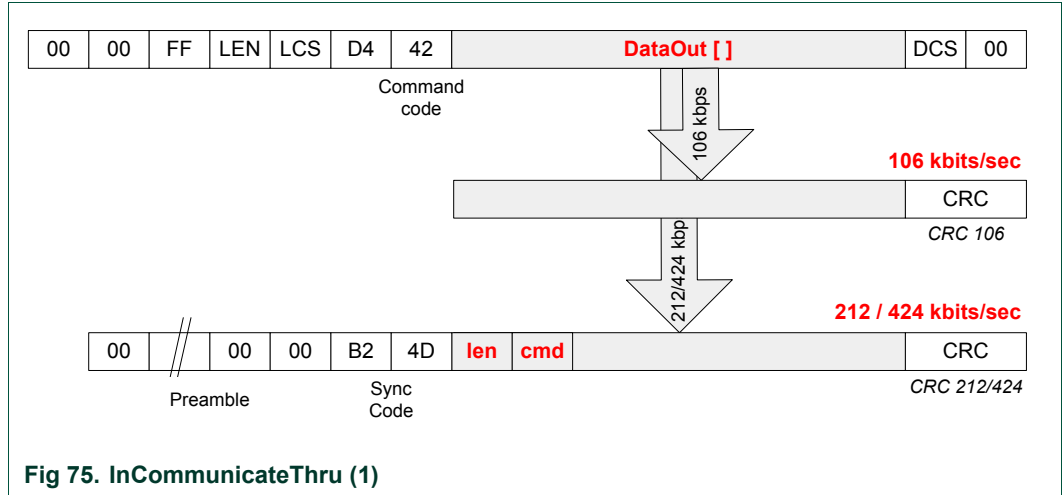 00 00 FF LEN LCS D4 42 DataOut [ ] DCS 00
Command
code
106 kbps
106 kbits/sec
CRC
CRC 106
212/424 kbp
212 / 424 kbits/sec
00 00 00 B2 4D len cmd CRC
Preamble
Sync
Code
CRC 212/424
Fig 75. InCommunicateThru (1)